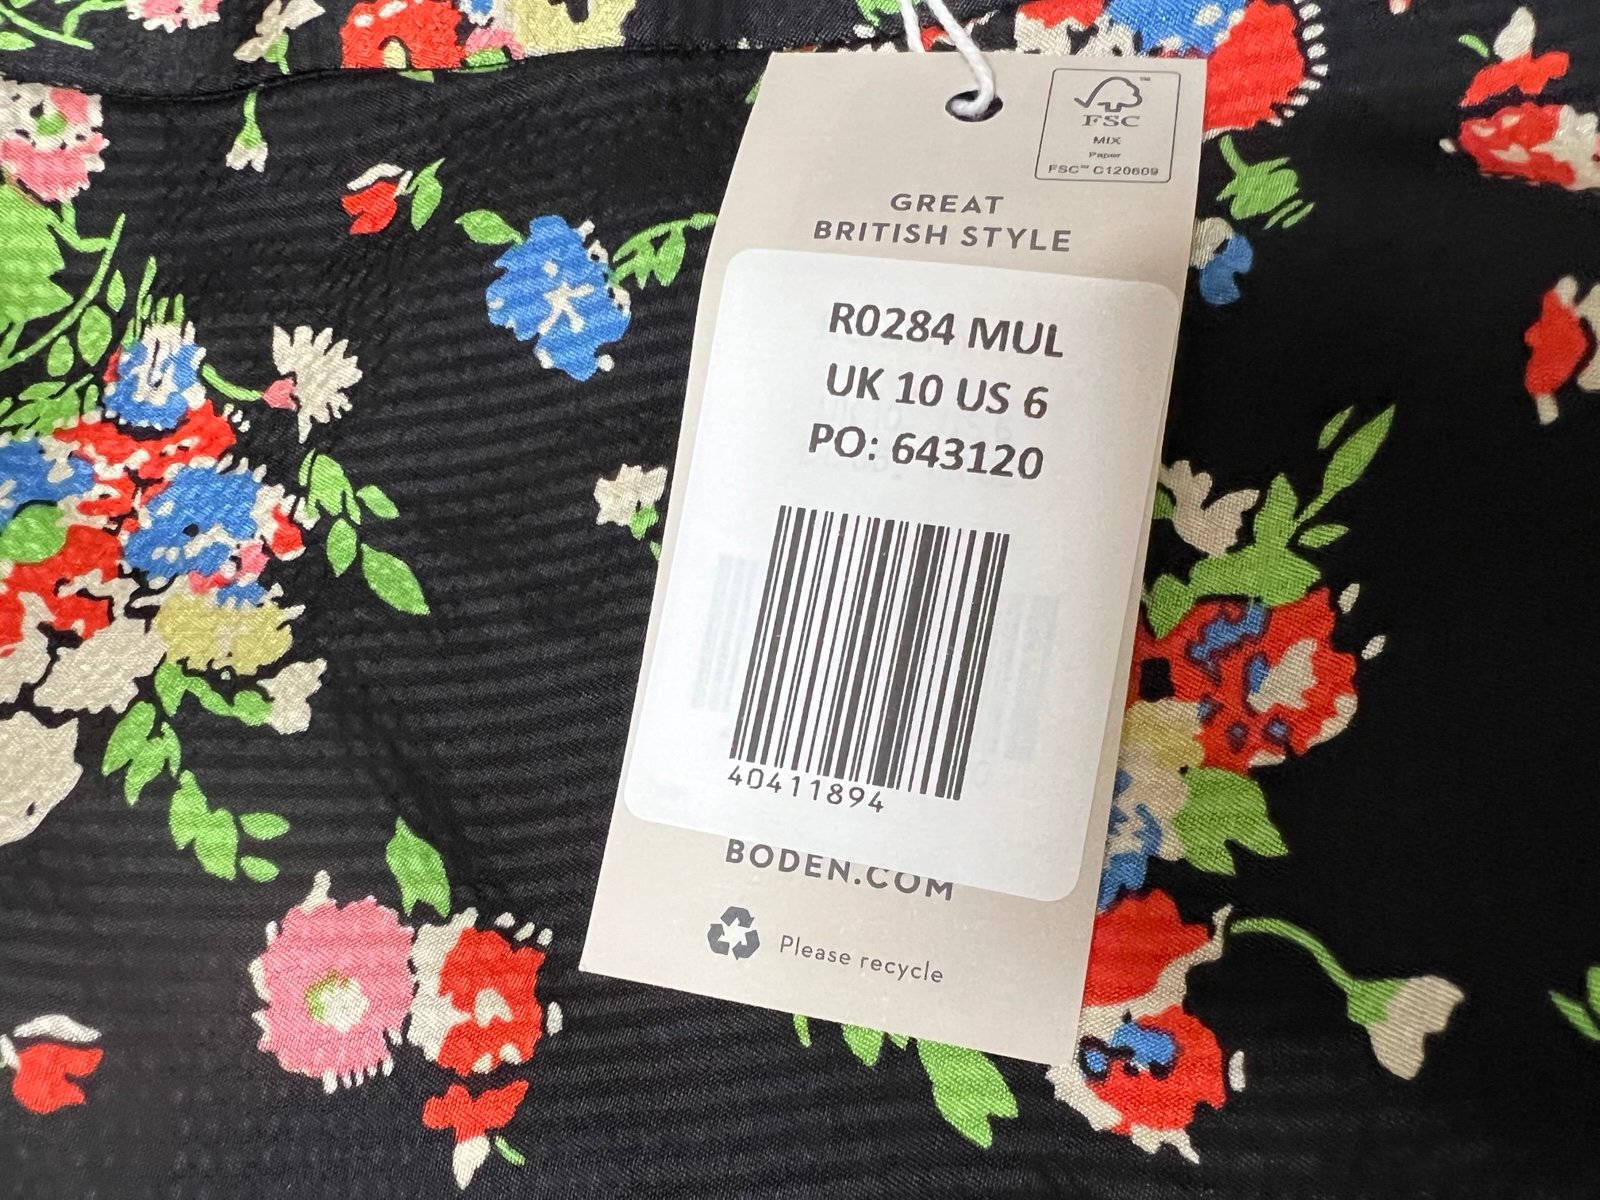 FSC™
MIX
Paper
FSC™ C120609
GREAT
BRITISH STYLE
R0284 MUL
UK 10 US 6
PO: 643120
40411894
BODEN.COM
Please recycle